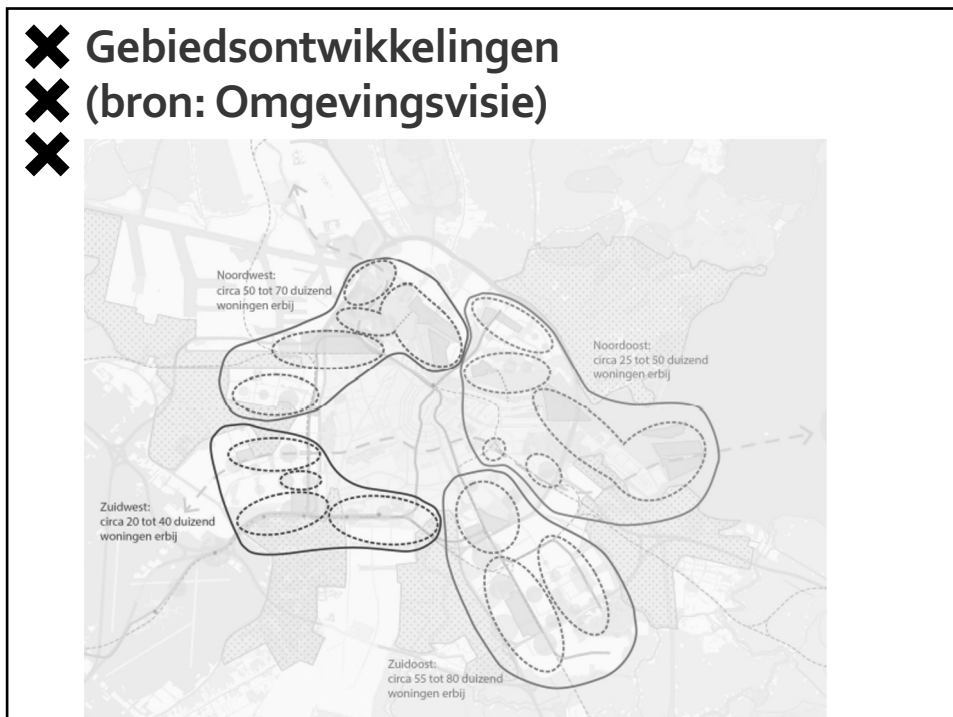 Gebiedsontwikkelingen
(bron: Omgevingsvisie)
Noordwest:
circa 50 tot 70 duizend
woningen erbij
Noordoost:
circa 25 tot 50 duizend
woningen erbij
Zuidwest:
circa 20 tot 40 duizend
woningen erbij
Zuidoost:
circa 55 tot 80 duizend
woningen erbij